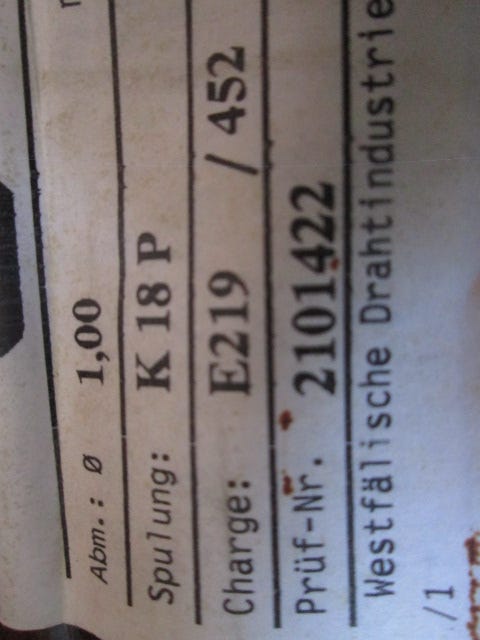 Abm.: Ø 1,00
Spulung: K 18 P
Charge: E219 / 452
Prüf-Nr. 2101422
Westfälische Drahtindustrie
/1